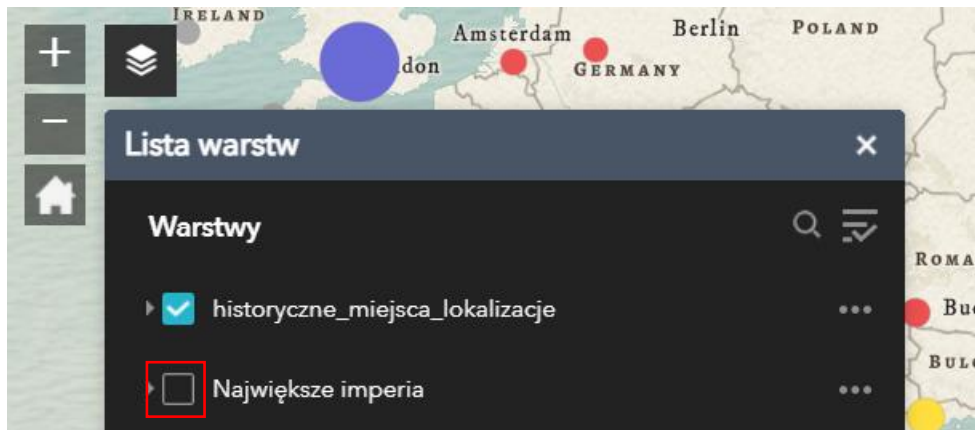 IRELAND
Amsterdam
Berlin
POLAND
don
GERMANY
Lista warstw
Warstwy
historyczne_miejsca_lokalizacje
Największe imperia
ROMA
Bu
BUL